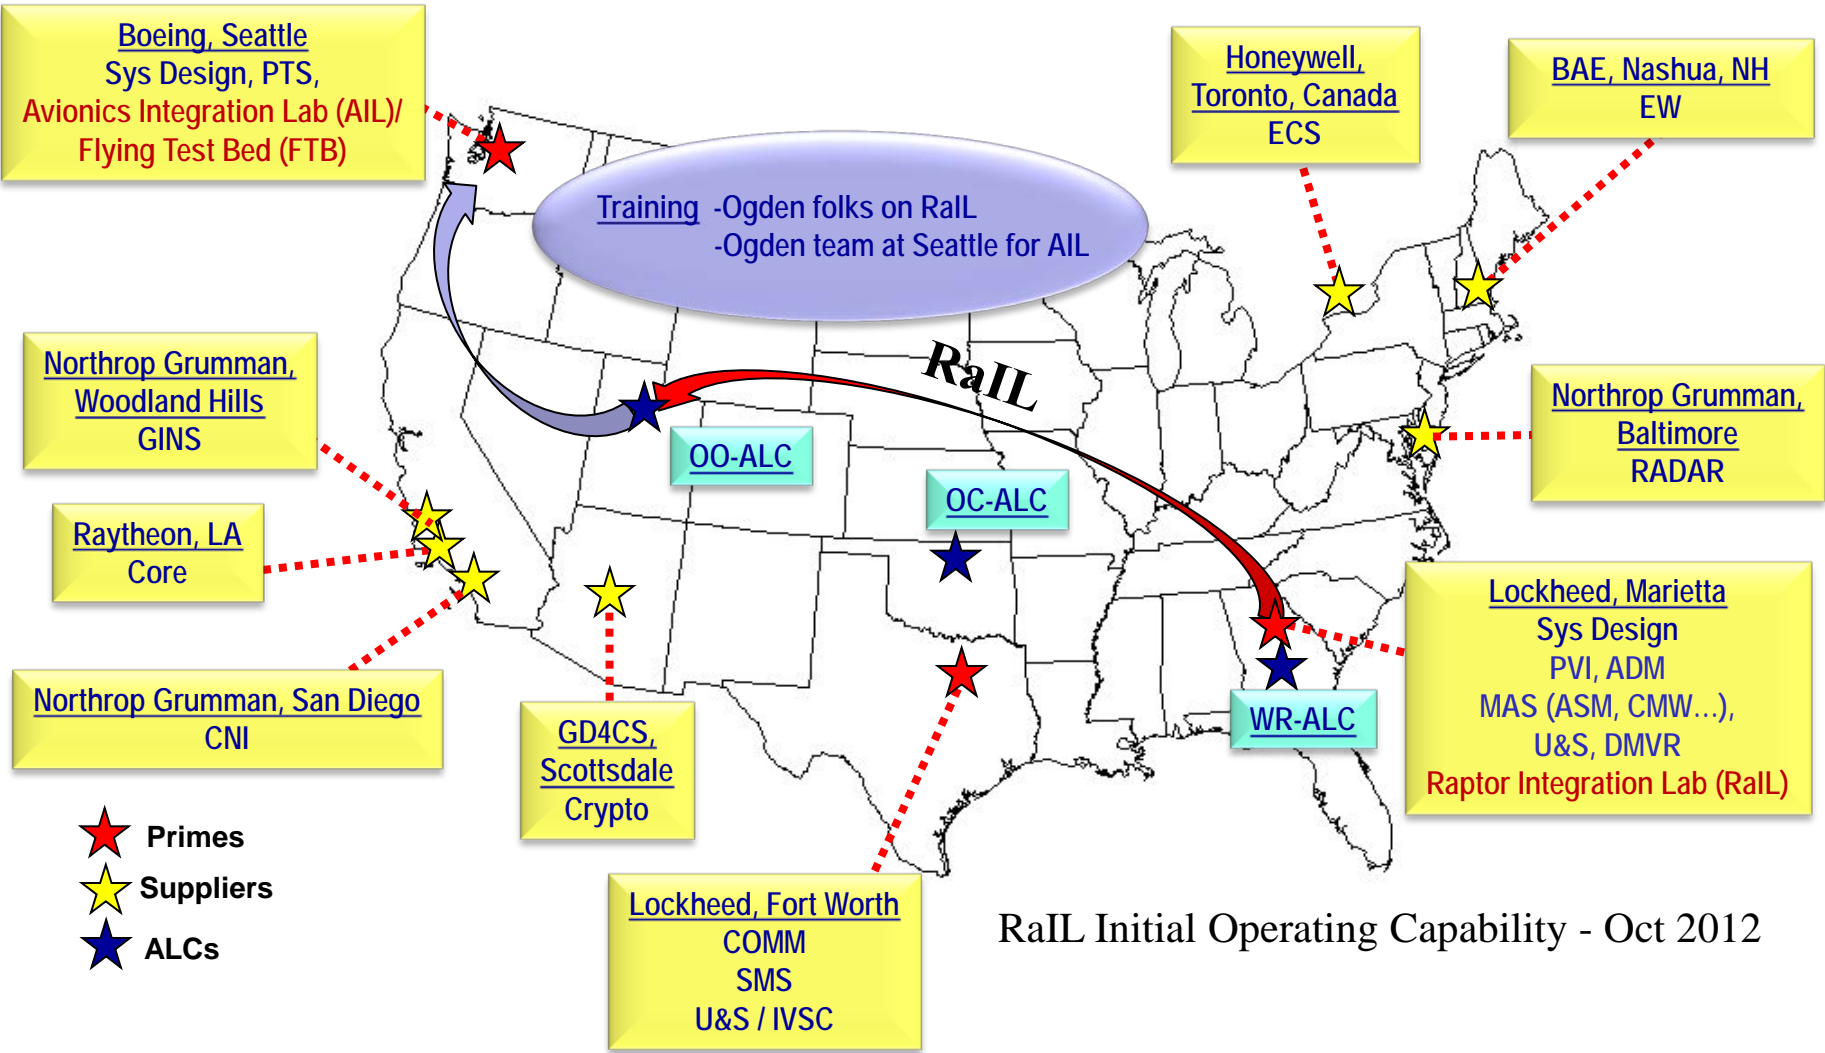 Boeing, Seattle
Sys Design, PTS,
Avionics Integration Lab (AIL)/
Flying Test Bed (FTB)
Honeywell,
Toronto, Canada
ECS
BAE, Nashua, NH
EW
Training -Ogden folks on RaIL
-Ogden team at Seattle for AIL
RaIL
Northrop Grumman,
Woodland Hills
GINS
Northrop Grumman,
Baltimore
RADAR
OO-ALC
OC-ALC
Raytheon, LA
Core
Lockheed, Marietta
Sys Design
PVI, ADM
MAS (ASM, CMW…),
U&S, DMVR
Raptor Integration Lab (RaIL)
Northrop Grumman, San Diego
CNI
GD4CS,
Scottsdale
Crypto
WR-ALC
Primes
Suppliers
ALCs
Lockheed, Fort Worth
COMM
SMS
U&S / IVSC
RaIL Initial Operating Capability - Oct 2012